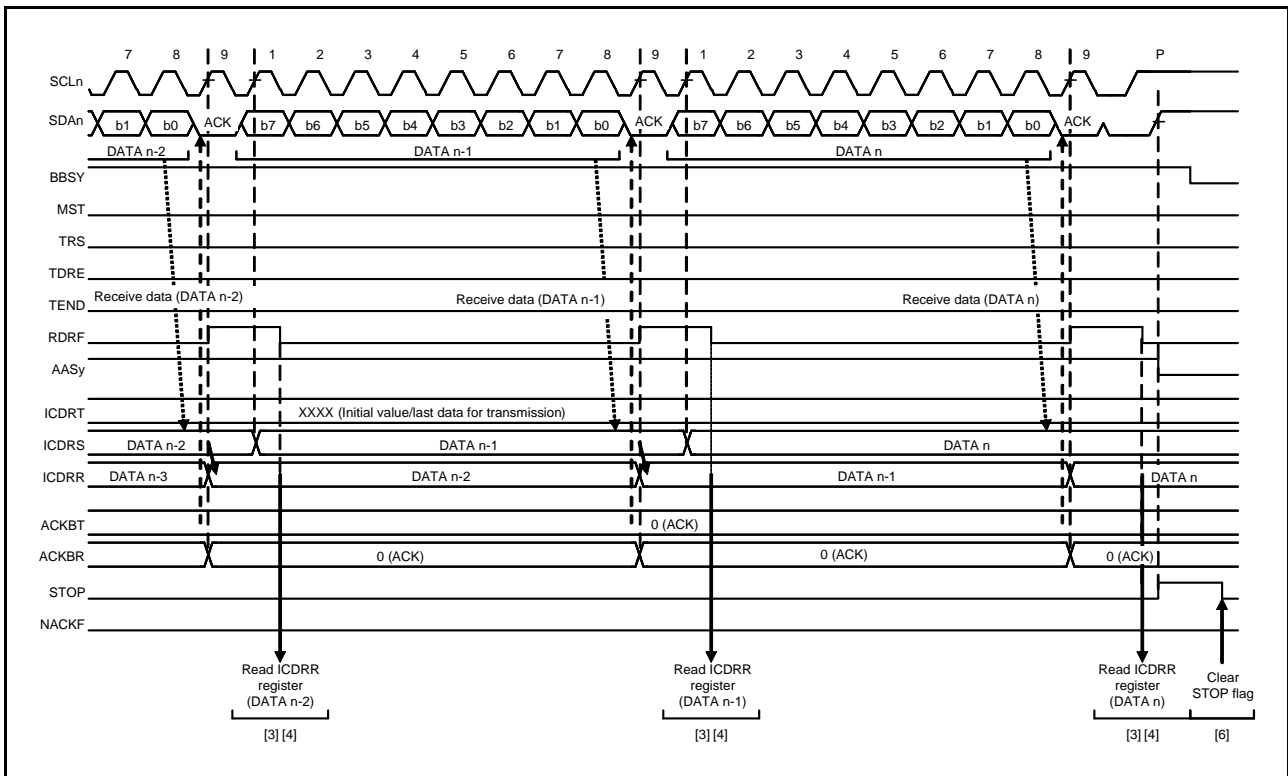 7 8 9 1 2 3 4 5 6 7 8 9 1 2 3 4 5 6 7 8 9 P
SCLn
SDAn b1 b0 ACK b7 b6 b5 b4 b3 b2 b1 b0 ACK b7 b6 b5 b4 b3 b2 b1 b0 ACK
DATA n-2 DATA n-1 DATA n
BBSY
MST
TRS
TDRE
Receive data (DATA n-2) Receive data (DATA n-1) Receive data (DATA n)
TEND
RDRF
AASy
ICDRT XXXX (Initial value/last data for transmission)
ICDRS DATA n-2 DATA n-1 DATA n
ICDRR DATA n-3 DATA n-2 DATA n-1 DATA n
ACKBT 0 (ACK)
ACKBR 0 (ACK) 0 (ACK) 0 (ACK)
STOP
NACKF
Read ICDRR Read ICDRR Read ICDRR Clear
register register register STOP flag
(DATA n-2) (DATA n-1) (DATA n)
[3] [4] [3] [4] [3] [4] [6]